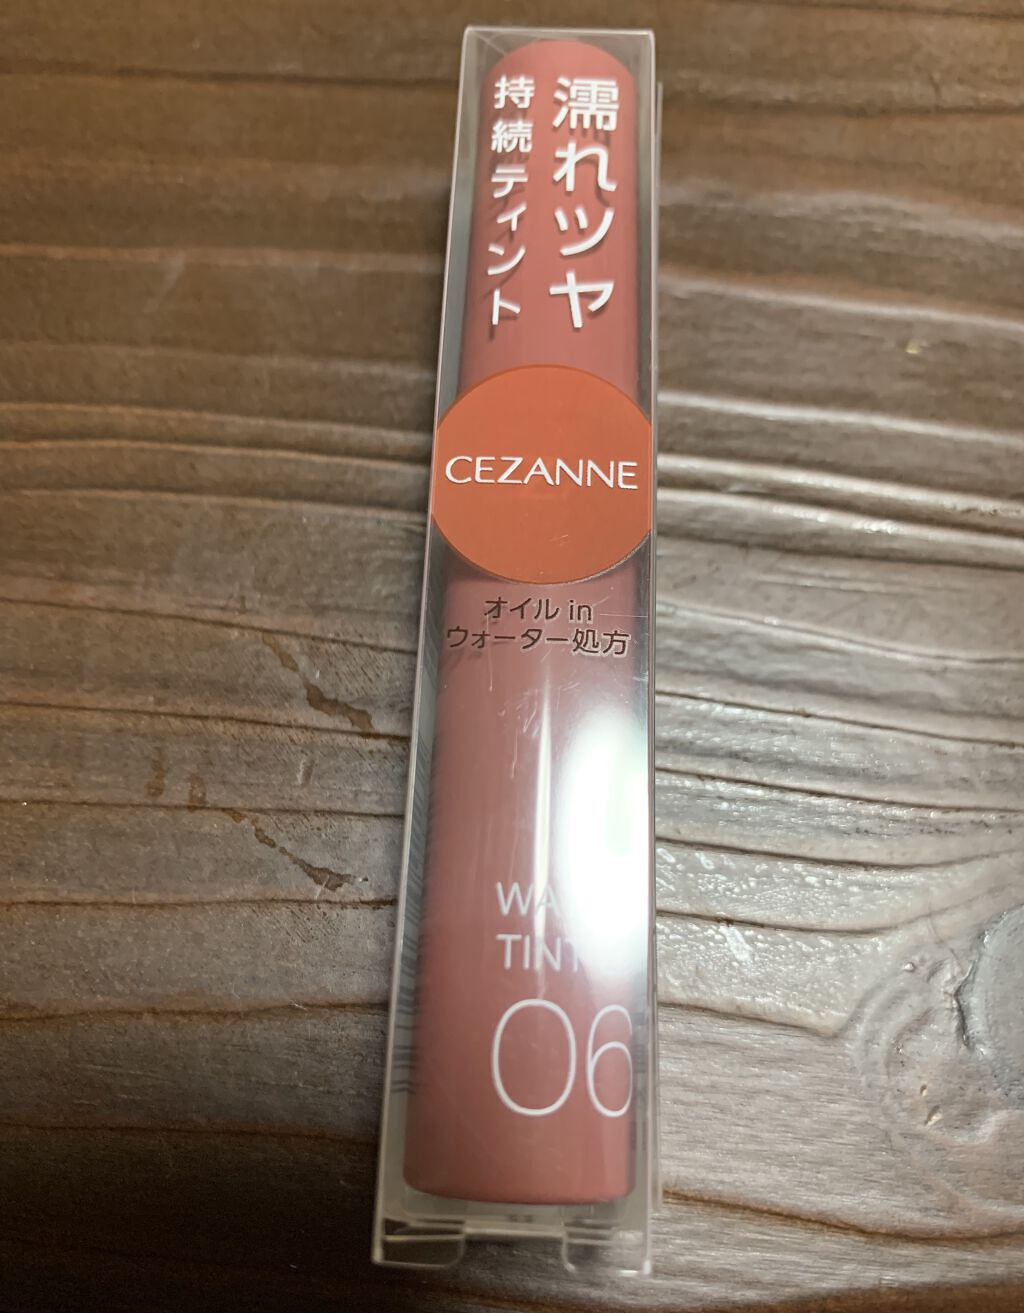 濡れツヤ
持続ティント
CEZANNE
オイル in
ウォーター処方
TINT
06